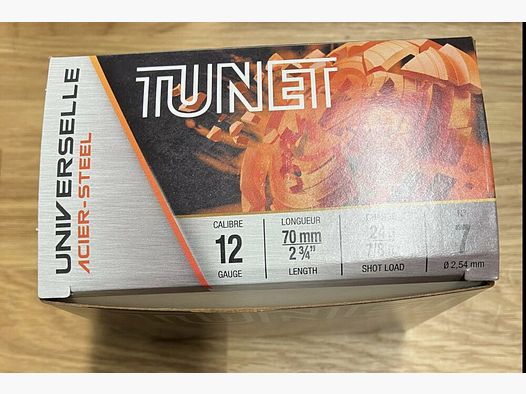 TUNET
UNIVERSELLE
ACIER-STEEL
CALIBRE
12
GAUGE
LONGUEUR
70 mm
2 ¾"
LENGTH
SHOT LOAD
7
Ø 2,54 mm